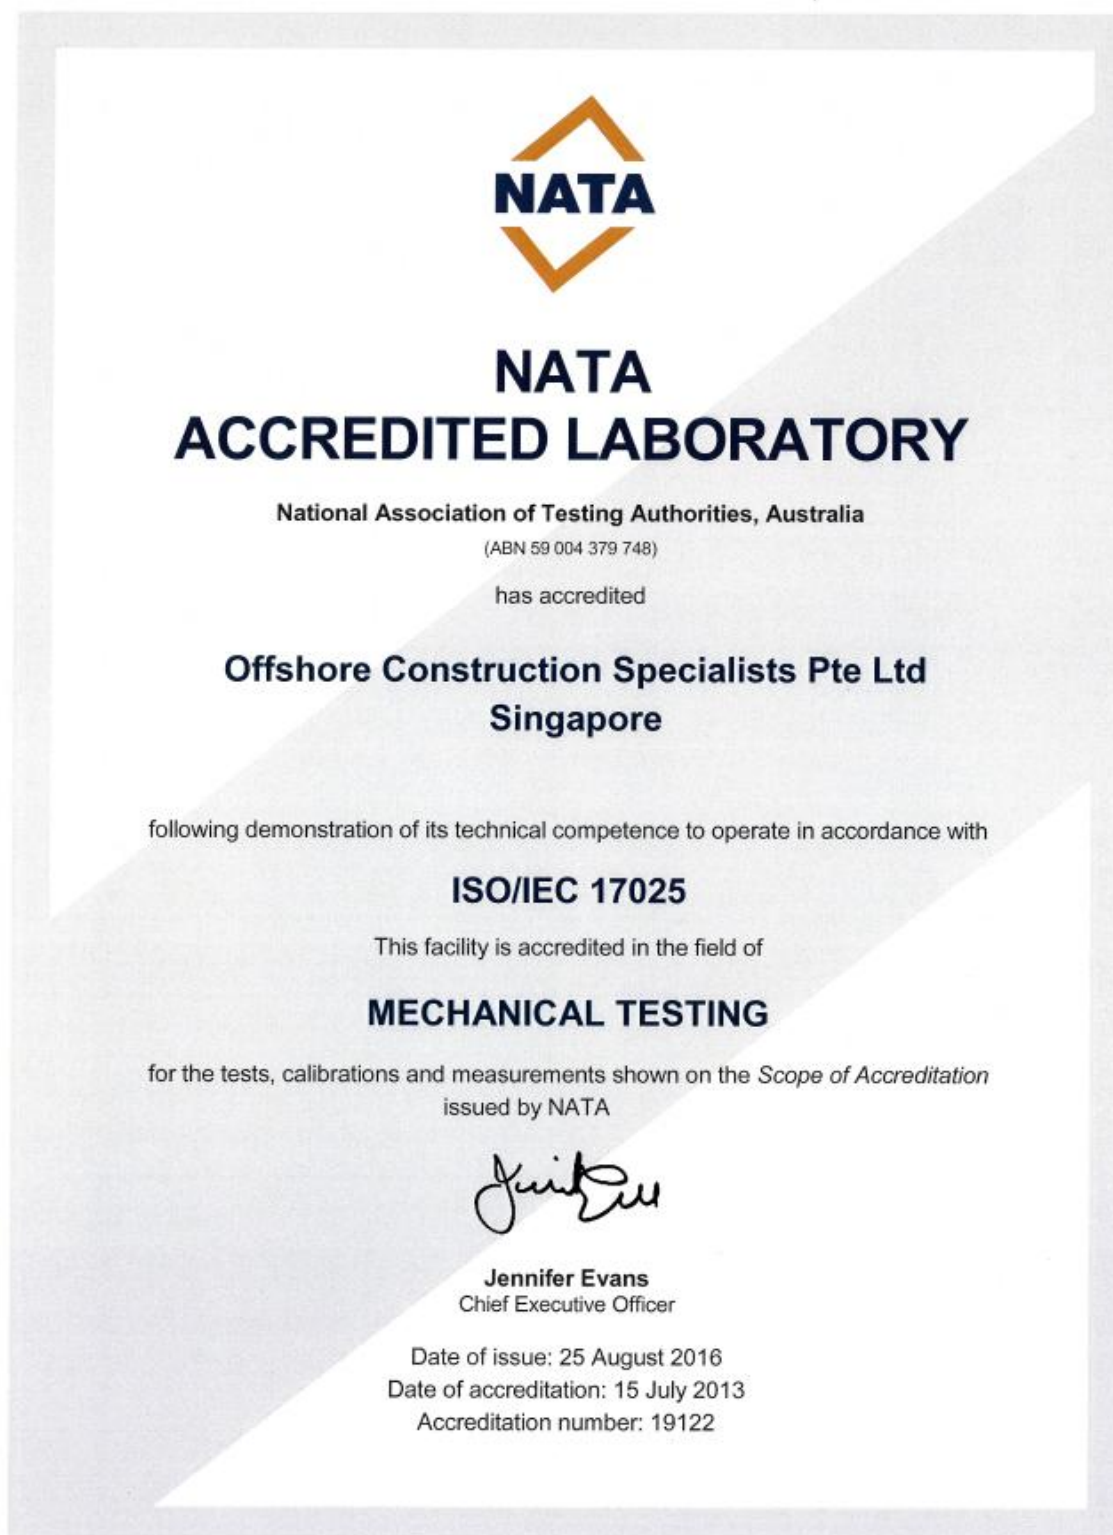 NATA
NATA
ACCREDITED LABORATORY
National Association of Testing Authorities, Australia
(ABN 59 004 379 748)
has accredited
Offshore Construction Specialists Pte Ltd
Singapore
following demonstration of its technical competence to operate in accordance with
ISO/IEC 17025
This facility is accredited in the field of
MECHANICAL TESTING
for the tests, calibrations and measurements shown on the Scope of Accreditation
issued by NATA
Jennifer Evans
Chief Executive Officer
Date of issue: 25 August 2016
Date of accreditation: 15 July 2013
Accreditation number: 19122